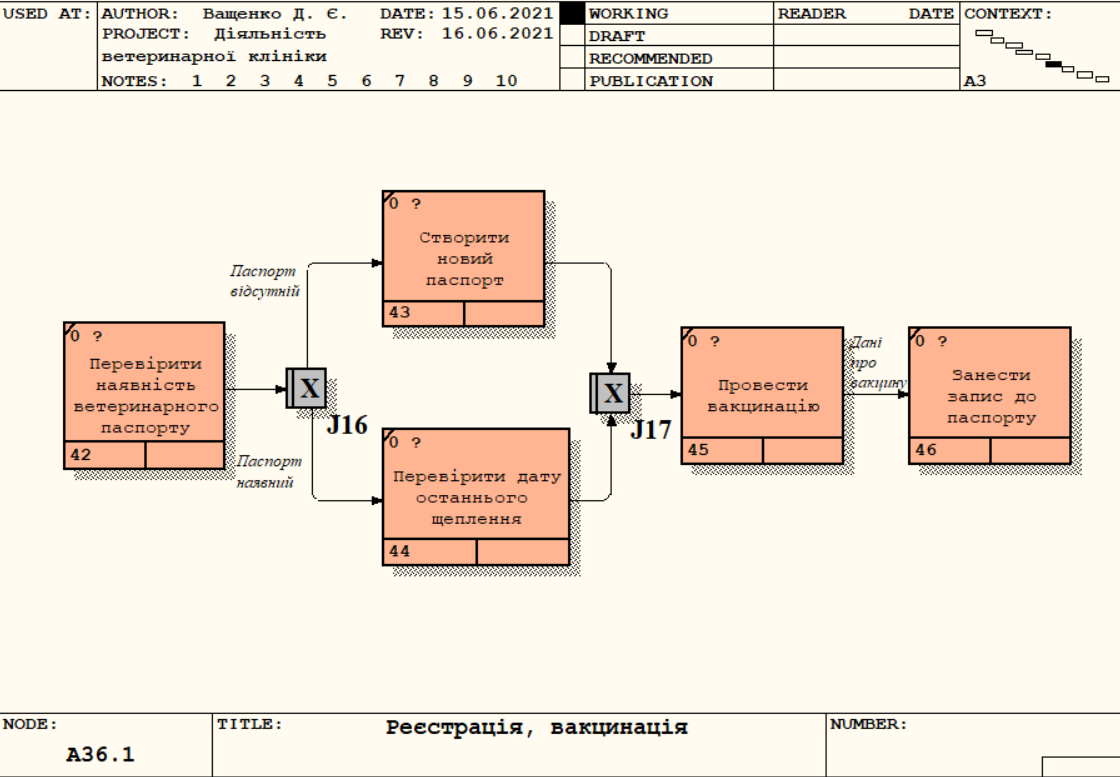 USED AT:
AUTHOR: Ващенко Д. Є.
DATE: 15.06.2021
PROJECT: Діяльність
REV: 16.06.2021
ветеринарної клініки
NOTES: 1 2 3 4 5 6 7 8 9 10
WORKING
DRAFT
RECOMMENDED
PUBLICATION
READER DATE
CONTEXT:
A3
0 ?
Перевірити
наявність
ветеринарного
паспорту
42
Паспорт
відсутній
Паспорт
наявний
X
J16
0 ?
Створити
новий
паспорт
43
0 ?
Перевірити дату
останнього
щеплення
44
X
J17
0 ?
Провести
вакцинацію
45
Дані
про
вакцину
0 ?
Занести
запис до
паспорту
46
NODE:
A36.1
TITLE:
Реєстрація, вакцинація
NUMBER: